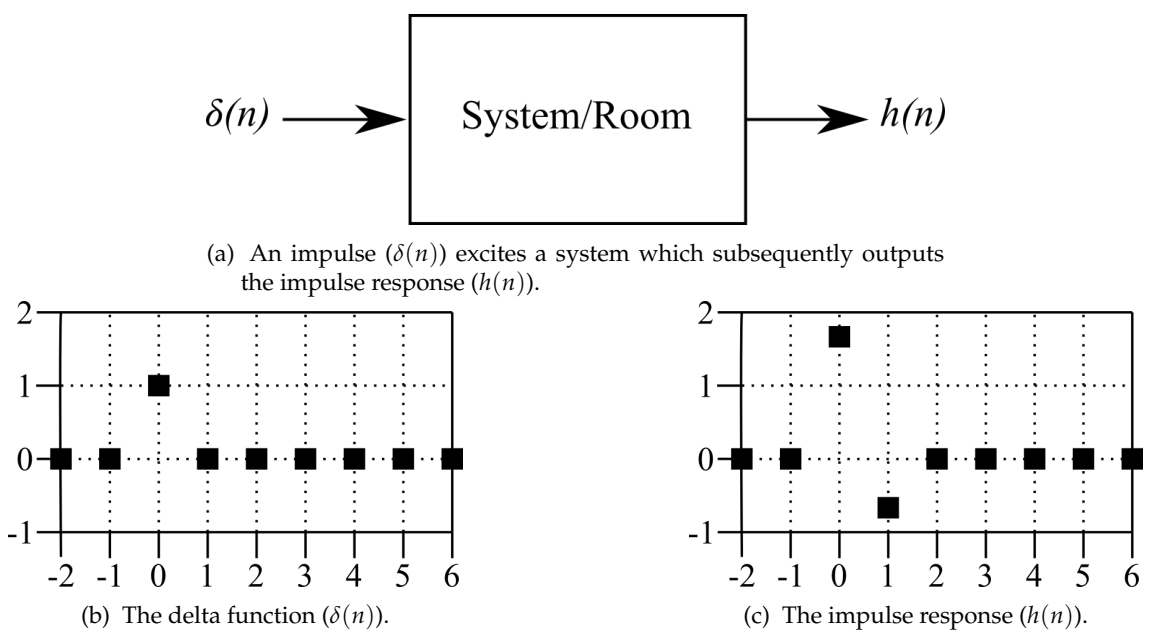 δ(n)
System/Room
h(n)
(a) An impulse (δ(n)) excites a system which subsequently outputs
the impulse response (h(n)).
2
1
0
-1
-2 -1 0 1 2 3 4 5 6
(b) The delta function (δ(n)).
2
1
0
-1
-2 -1 0 1 2 3 4 5 6
(c) The impulse response (h(n)).